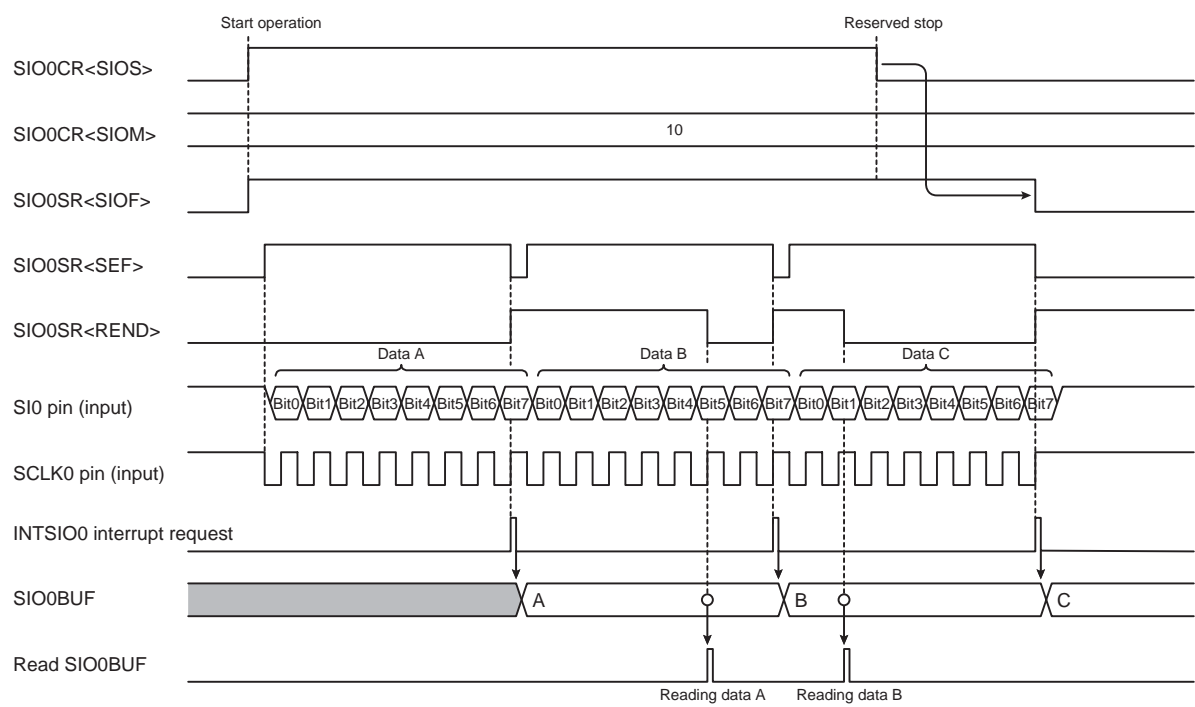 Start operation
Reserved stop
SIO0CR<SIOS>
SIO0CR<SIOM>
10
SIO0SR<SIOF>
SIO0SR<SEF>
SIO0SR<REND>
Data A
Data B
Data C
SI0 pin (input)
Bit0 Bit1 Bit2 Bit3 Bit4 Bit5 Bit6 Bit7 Bit0 Bit1 Bit2 Bit3 Bit4 Bit5 Bit6 Bit7 Bit0 Bit1 Bit2 Bit3 Bit4 Bit5 Bit6 Bit7
SCLK0 pin (input)
INTSIO0 interrupt request
SIO0BUF
A
B
C
Read SIO0BUF
Reading data A
Reading data B